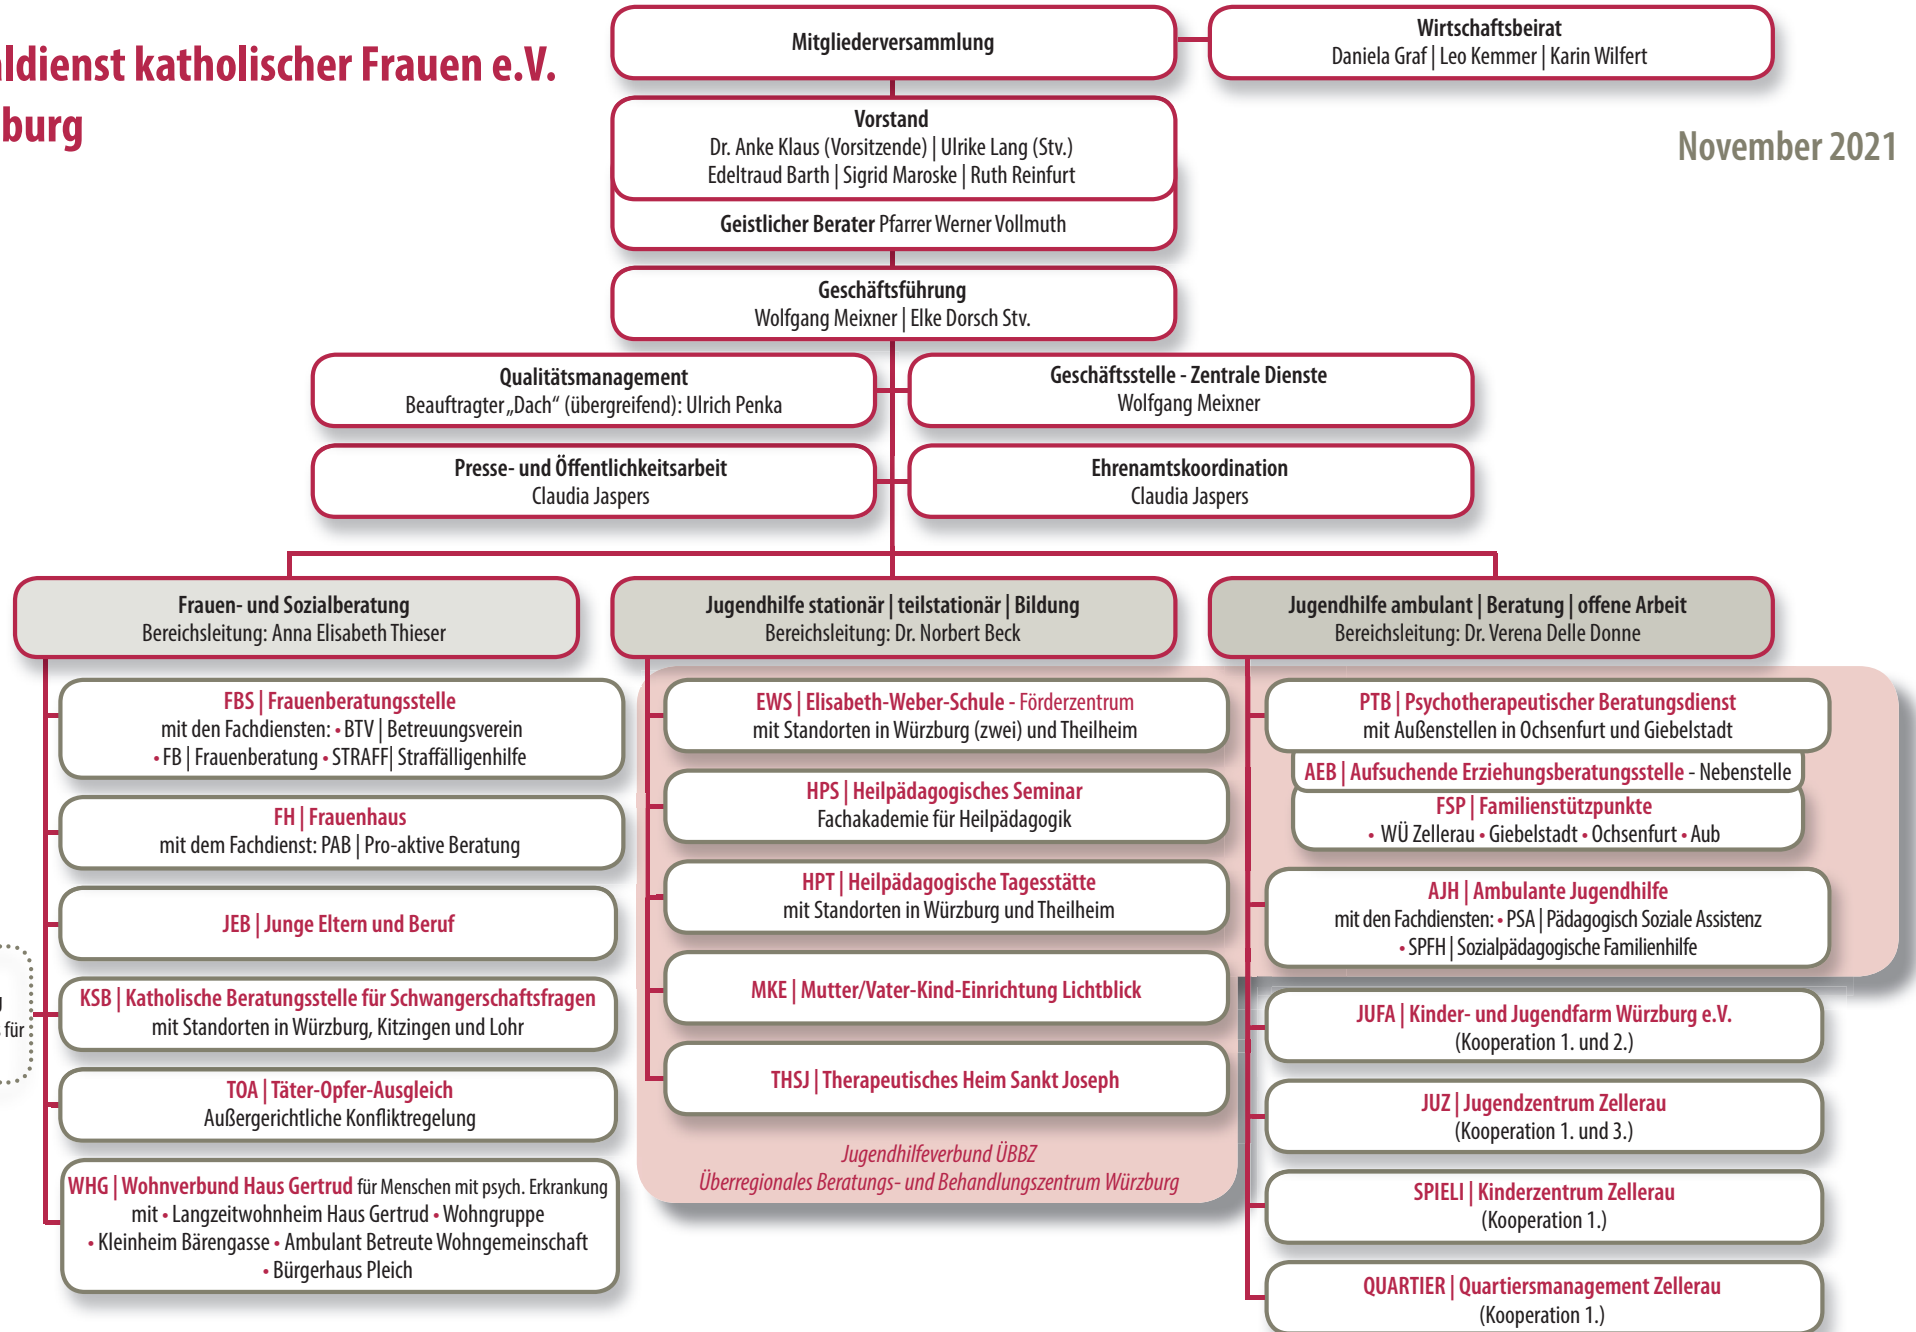 Mitgliederversammlung
Wirtschaftsbeirat
Daniela Graf | Leo Kemmer | Karin Wilfert
ldienst katholischer Frauen e.V.
burg
November 2021
Vorstand
Dr. Anke Klaus (Vorsitzende) | Ulrike Lang (Stv.)
Edeltraud Barth | Sigrid Maroske | Ruth Reinfurt
Geistlicher Berater Pfarrer Werner Vollmuth
Geschäftsführung
Wolfgang Meixner | Elke Dorsch Stv.
Qualitätsmanagement
Beauftragter „Dach“ (übergreifend): Ulrich Penka
Geschäftsstelle - Zentrale Dienste
Wolfgang Meixner
Presse- und Öffentlichkeitsarbeit
Claudia Jaspers
Ehrenamtskoordination
Claudia Jaspers
Frauen- und Sozialberatung
Bereichsleitung: Anna Elisabeth Thieser
FBS | Frauenberatungsstelle
mit den Fachdiensten: • BTV | Betreuungsverein
• FB | Frauenberatung • STRAFF| Straffälligenhilfe
FH | Frauenhaus
mit dem Fachdienst: PAB | Pro-aktive Beratung
JEB | Junge Eltern und Beruf
für
KSB | Katholische Beratungsstelle für Schwangerschaftsfragen
mit Standorten in Würzburg, Kitzingen und Lohr
TOA | Täter-Opfer-Ausgleich
Außergerichtliche Konfliktregelung
WHG | Wohnverbund Haus Gertrud für Menschen mit psych. Erkrankung
mit • Langzeitwohnheim Haus Gertrud • Wohngruppe
• Kleinheim Bärengasse • Ambulant Betreute Wohngemeinschaft
• Bürgerhaus Pleich
Jugendhilfe stationär | teilstationär | Bildung
Bereichsleitung: Dr. Norbert Beck
EWS | Elisabeth-Weber-Schule - Förderzentrum
mit Standorten in Würzburg (zwei) und Theilheim
HPS | Heilpädagogisches Seminar
Fachakademie für Heilpädagogik
HPT | Heilpädagogische Tagesstätte
mit Standorten in Würzburg und Theilheim
MKE | Mutter/Vater-Kind-Einrichtung Lichtblick
THSJ | Therapeutisches Heim Sankt Joseph
Jugendhilfeverbund ÜBBZ
Überregionales Beratungs- und Behandlungszentrum Würzburg
Jugendhilfe ambulant | Beratung | offene Arbeit
Bereichsleitung: Dr. Verena Delle Donne
PTB | Psychotherapeutischer Beratungsdienst
mit Außenstellen in Ochsenfurt und Giebelstadt
AEB | Aufsuchende Erziehungsberatungsstelle - Nebenstelle
FSP | Familienstützpunkte
• WÜ Zellerau • Giebelstadt • Ochsenfurt • Aub
AJH | Ambulante Jugendhilfe
mit den Fachdiensten: • PSA | Pädagogisch Soziale Assistenz
• SPFH | Sozialpädagogische Familienhilfe
JUFA | Kinder- und Jugendfarm Würzburg e.V.
(Kooperation 1. und 2.)
JUZ | Jugendzentrum Zellerau
(Kooperation 1. und 3.)
SPIELI | Kinderzentrum Zellerau
(Kooperation 1.)
QUARTIER | Quartiersmanagement Zellerau
(Kooperation 1.)